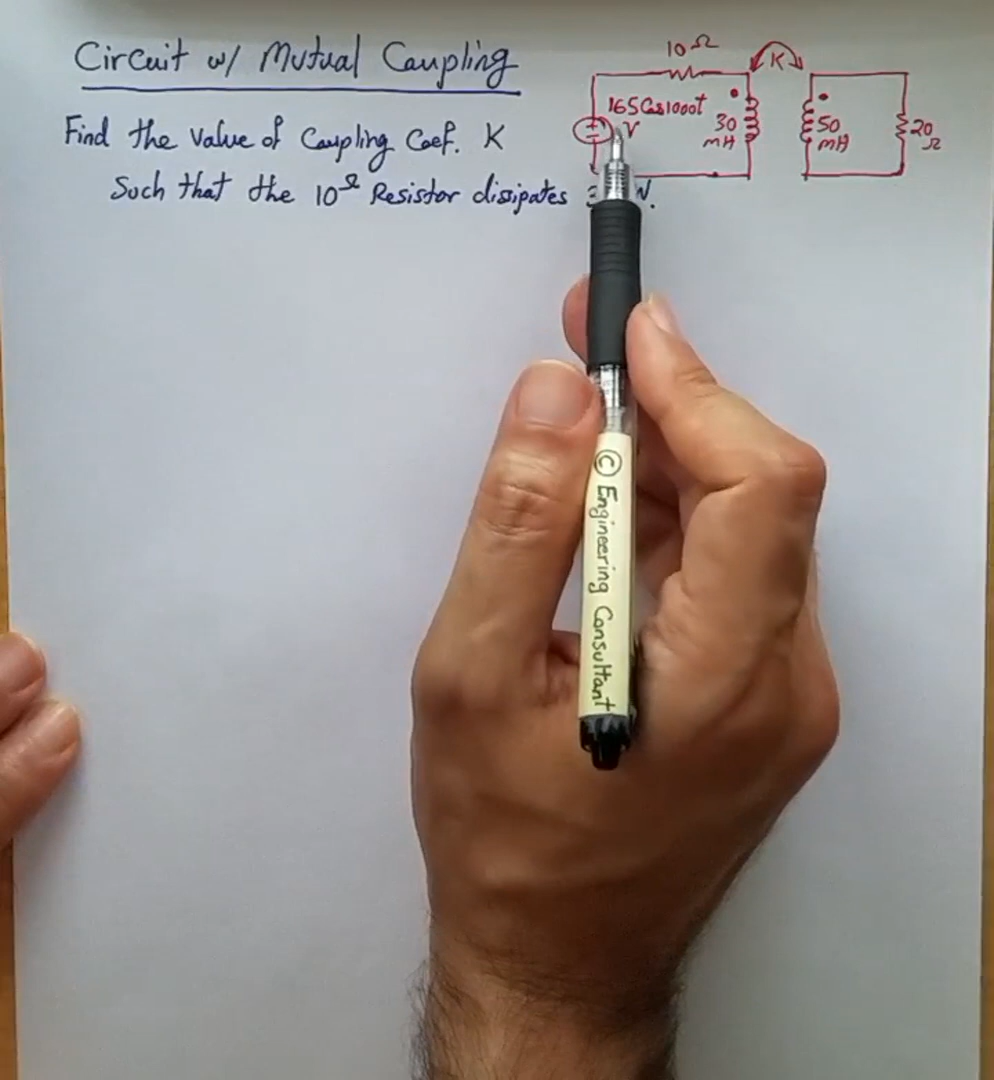 Circuit w/ Mutual Coupling
Find the Value of Coupling Coef. K
Such that the 10Ω Resistor dissipates
10Ω
K
165Cos1000t
V
30
mH
50
mH
20
Ω
© Engineering Consultant